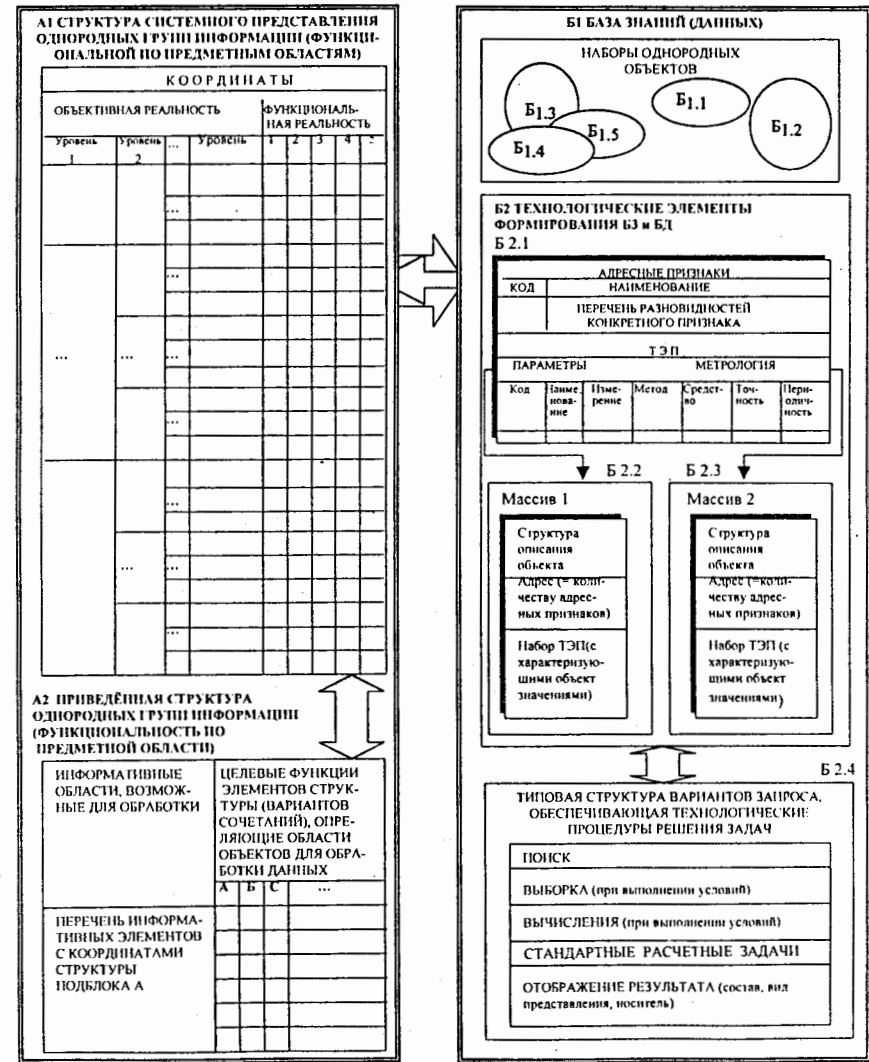 А1 СТРУКТУРА СИСТЕМНОГО ПРЕДСТАВЛЕНИЯ
ОДНОРОДНЫХ ГРУПП ИНФОРМАЦИИ (ФУНКЦИ-
ОНАЛЬНОЙ ПО ПРЕДМЕТНЫМ ОБЛАСТЯМ)
КООРДИНАТЫ
ОБЪЕКТИВНАЯ РЕАЛЬНОСТЬ
ФУНКЦИОНАЛЬ-
НАЯ РЕАЛЬНОСТЬ
Уровень
1
Уровень
2
...
Уровень
1 2 3 4 5
...
...
...
... ...
...
...
...
...
...
А2 ПРИВЕДЁННАЯ СТРУКТУРА
ОДНОРОДНЫХ ГРУПП ИНФОРМАЦИИ
(ФУНКЦИОНАЛЬНОСТЬ ПО
ПРЕДМЕТНОЙ ОБЛАСТИ)
ИНФОРМАТИВНЫЕ
ОБЛАСТИ, ВОЗМОЖ-
НЫЕ ДЛЯ ОБРАБОТКИ
ЦЕЛЕВЫЕ ФУНКЦИИ
ЭЛЕМЕНТОВ СТРУК-
ТУРЫ (ВАРИАНТОВ
СОЧЕТАНИЙ), ОПРЕ-
ДЕЛЯЮЩИЕ ОБЛАСТИ
ОБЪЕКТОВ ДЛЯ ОБРА-
БОТКИ ДАННЫХ
А Б С ...
ПЕРЕЧЕНЬ ИНФОРМА-
ТИВНЫХ ЭЛЕМЕНТОВ
С КООРДИНАТАМИ
СТРУКТУРЫ
ПОДБЛОКА А
Б1 БАЗА ЗНАНИЙ (ДАННЫХ)
НАБОРЫ ОДНОРОДНЫХ
ОБЪЕКТОВ
Б1.3
Б1.5
Б1.4
Б1.1
Б1.2
Б2 ТЕХНОЛОГИЧЕСКИЕ ЭЛЕМЕНТЫ
ФОРМИРОВАНИЯ БЗ и БД
Б 2.1
АДРЕСНЫЕ ПРИЗНАКИ
КОД НАИМЕНОВАНИЕ
ПЕРЕЧЕНЬ РАЗНОВИДНОСТЕЙ
КОНКРЕТНОГО ПРИЗНАКА
ТЭП
ПАРАМЕТРЫ МЕТРОЛОГИЯ
Код
Наиме
нова-
ние
Изме-
рение
Метод
Средст-
во
Точ-
ность
Пери-
одич-
ность
Б 2.2
Б 2.3
Массив 1
Структура
описания
объекта
Адрес (= коли-
честву адрес-
ных признаков)
Набор ТЭП(с
характеризую-
щими объект
значениями)
Массив 2
Структура
описания
объекта
Адрес (=коли-
честву адрес-
ных признаков)
Набор ТЭП (с
характеризую-
щими объект
значениями)
Б 2.4
ТИПОВАЯ СТРУКТУРА ВАРИАНТОВ ЗАПРОСА,
ОБЕСПЕЧИВАЮЩАЯ ТЕХНОЛОГИЧЕСКИЕ
ПРОЦЕДУРЫ РЕШЕНИЯ ЗАДАЧ
ПОИСК
ВЫБОРКА (при выполнении условий)
ВЫЧИСЛЕНИЯ (при выполнении условий)
СТАНДАРТНЫЕ РАСЧЕТНЫЕ ЗАДАЧИ
ОТОБРАЖЕНИЕ РЕЗУЛЬТАТА (состав, вид
представления, носитель)